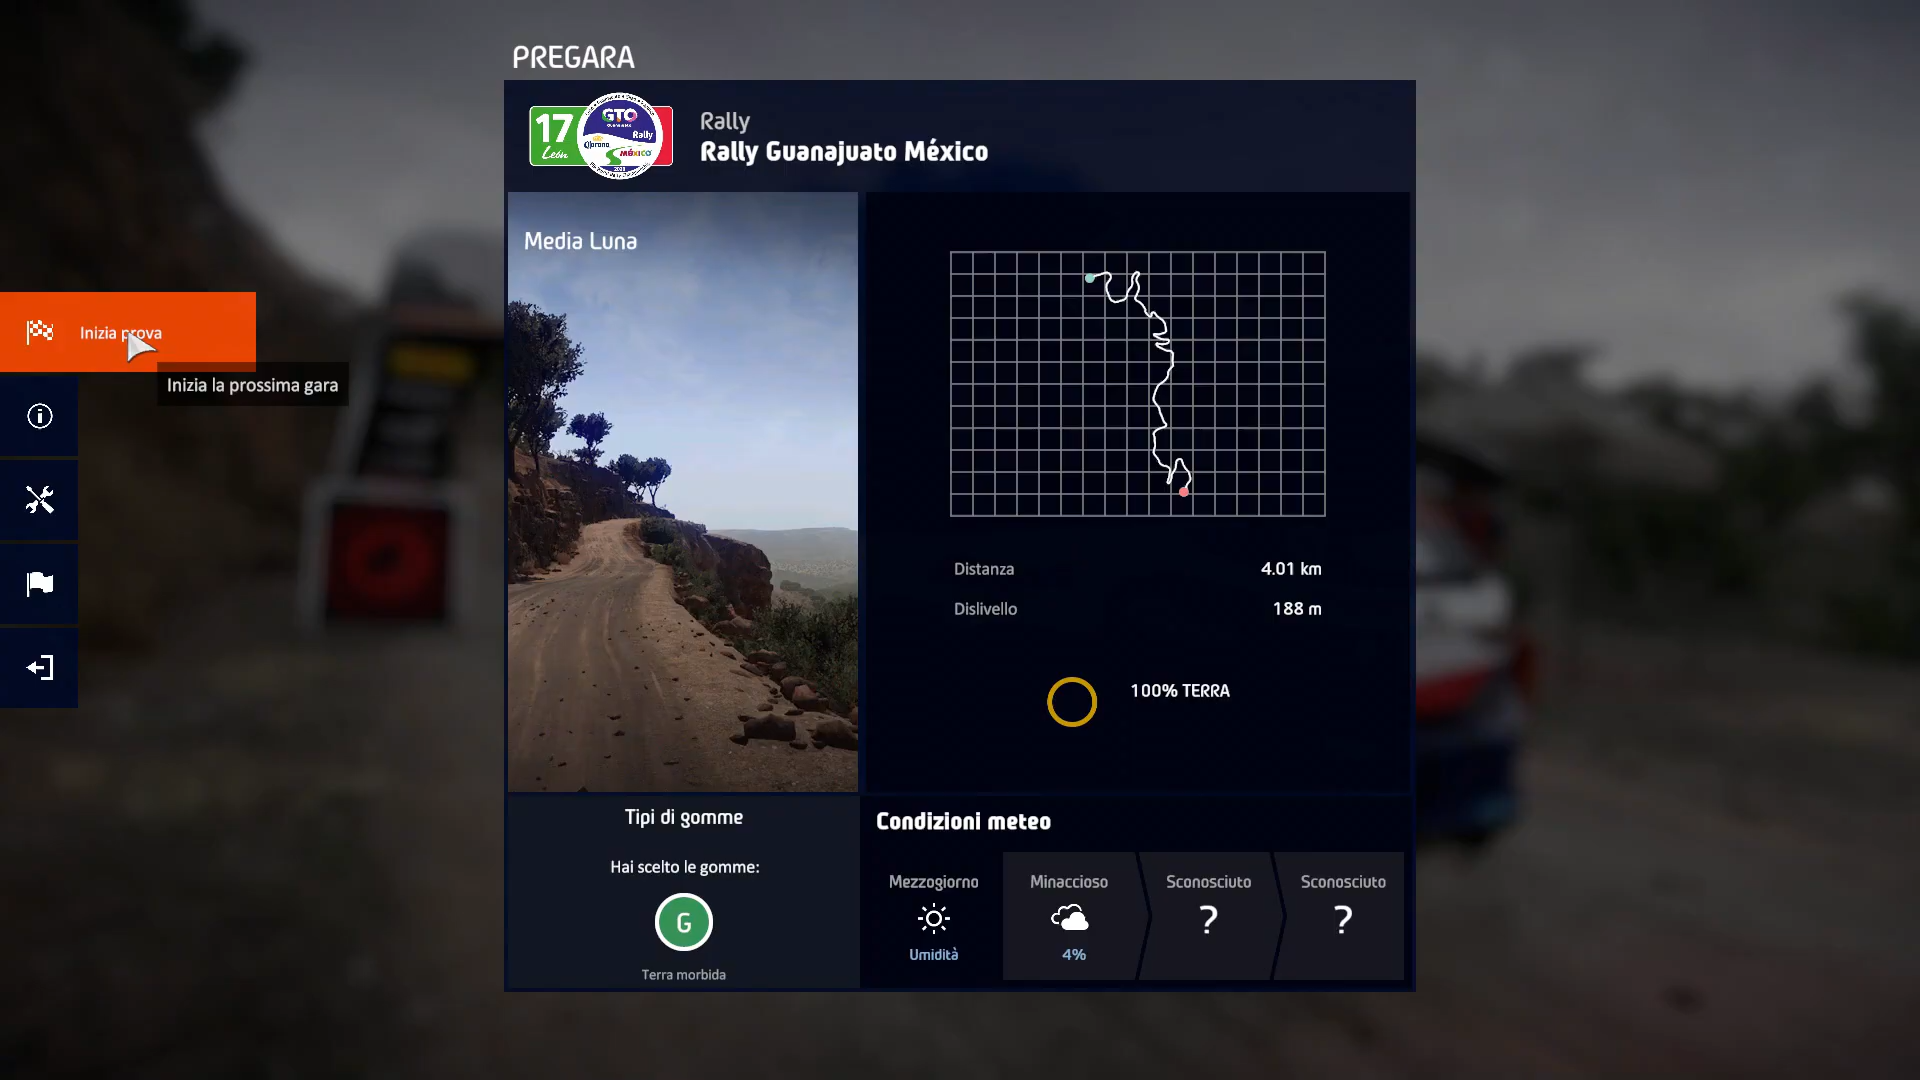 PREGARA
17
León
GTO
Rally
Corona
MÉXICO
Rally
Rally Guanajuato México
Media Luna
Inizia prova
Inizia la prossima gara
Distanza 4.01 km
Dislivello 188 m
100% TERRA
Tipi di gomme
Hai scelto le gomme:
G
Terra morbida
Condizioni meteo
Mezzogiorno Minaccioso Sconosciuto Sconosciuto
? ?
Umidità 4%